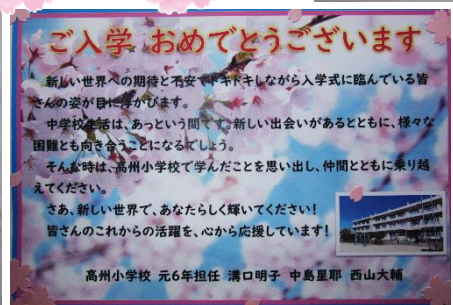 ご入学 おめでとうございます
新しい世界への期待と不安でドキドキしながら入学式に臨んでいる皆
さんの姿が目に浮かびます。
中学校生活は、あっという間です。新しい出会いがあるとともに、様々な
困難とも向き合うことになるでしょう。
そんな時は、高州小学校で学んだことを思い出し、仲間とともに乗り越
えてください。
さあ、新しい世界で、あなたらしく輝いてください!
皆さんのこれからの活躍を、心から応援しています!
高州小学校 元6年担任 溝口明子 中島星耶 西山大輔